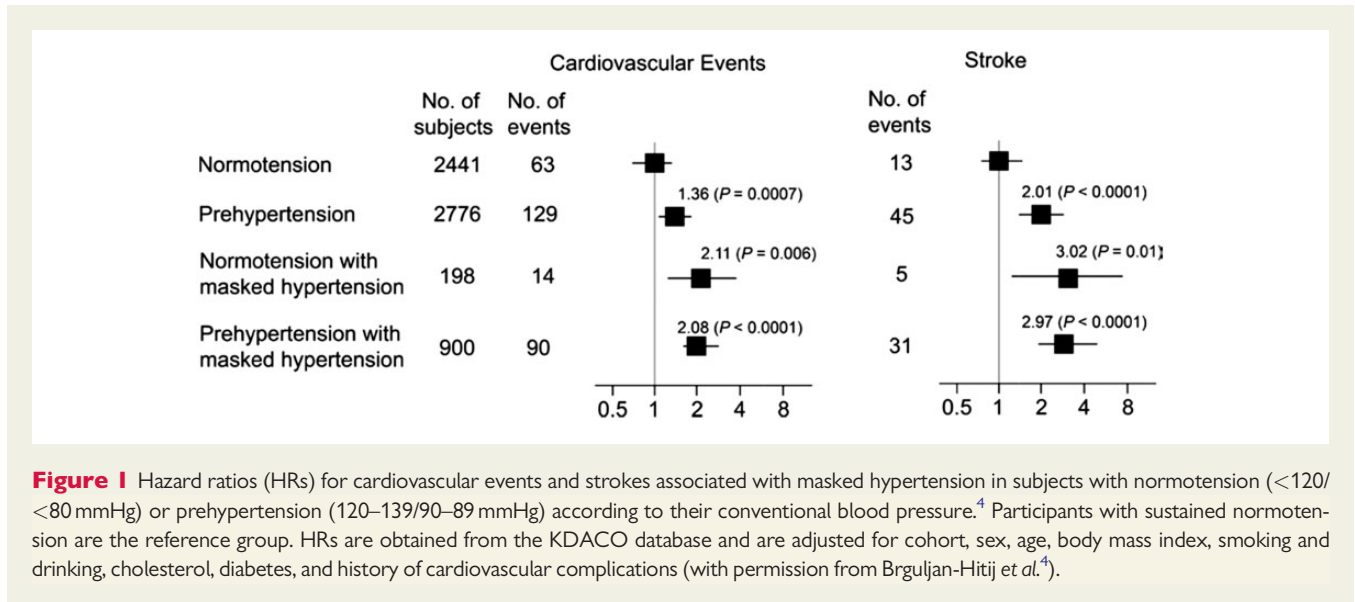 Cardiovascular Events
Stroke
No. of subjects
No. of events
No. of events
Normotension 2441 63 13
1.36 (P = 0.0007) 2.01 (P < 0.0001)
Prehypertension 2776 129 45
2.11 (P = 0.006) 3.02 (P = 0.01)
Normotension with
masked hypertension 198 14 5
2.08 (P < 0.0001) 2.97 (P < 0.0001)
Prehypertension with
masked hypertension 900 90 31
0.5 1 2 4 8 0.5 1 2 4 8
Figure 1 Hazard ratios (HRs) for cardiovascular events and strokes associated with masked hypertension in subjects with normotension (<120/
<80 mmHg) or prehypertension (120–139/90–89 mmHg) according to their conventional blood pressure.4 Participants with sustained normoten-
sion are the reference group. HRs are obtained from the KDACO database and are adjusted for cohort, sex, age, body mass index, smoking and
drinking, cholesterol, diabetes, and history of cardiovascular complications (with permission from Brguljan-Hitij et al.4).